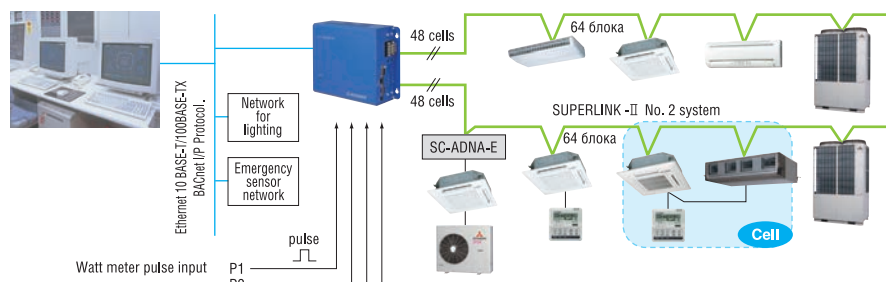 48 cells
64 блока
48 cells
SUPERLINK -II No. 2 system
64 блока
SC-ADNA-E
Ethernet 10 BASE-T/100BASE-TX
BACnet I/P Protocol.
Network
for
lighting
Emergency
sensor
network
Cell
pulse
Watt meter pulse input P1